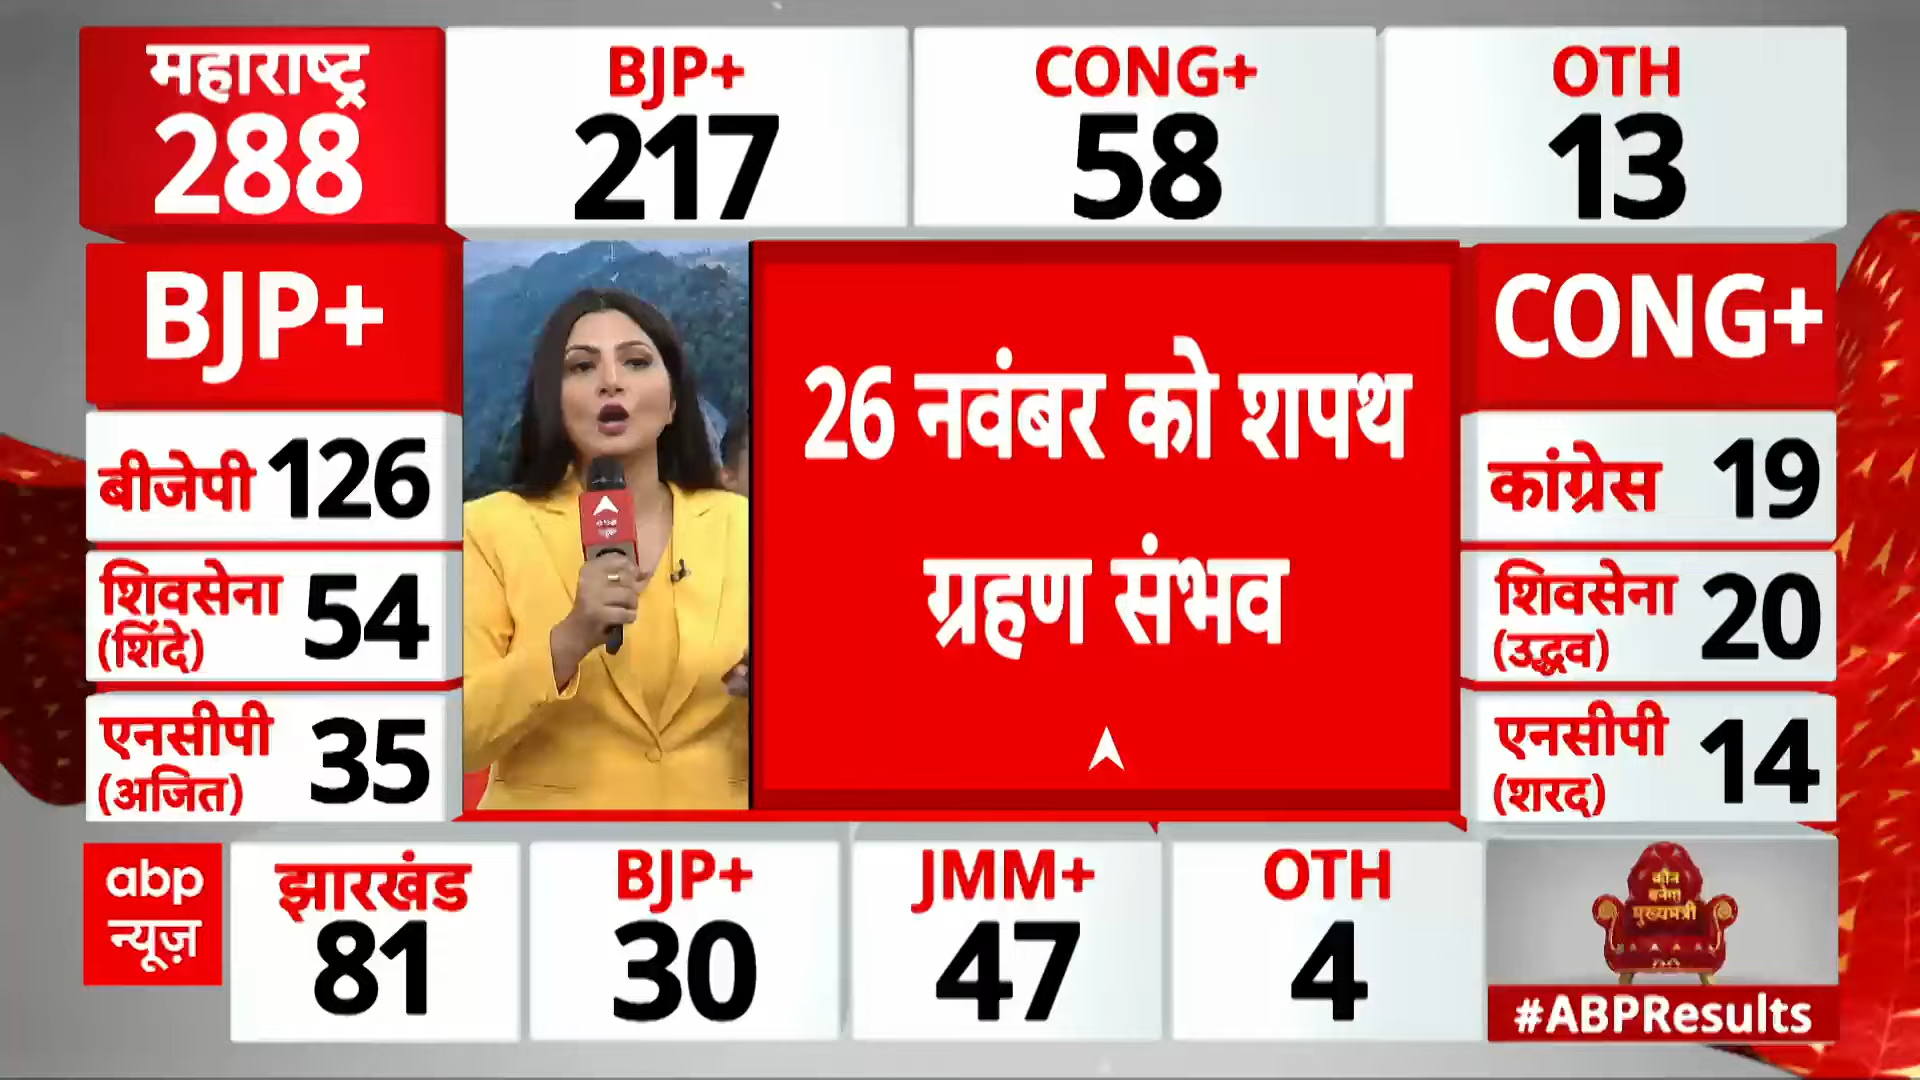 महाराष्ट्र
288
BJP+
217
CONG+
58
OTH
13
BJP+
बीजेपी 126
शिवसेना
(शिंदे)
54
एनसीपी
(अजित)
35
26 नवंबर को शपथ
ग्रहण संभव
CONG+
कांग्रेस 19
शिवसेना
(उद्धव)
20
एनसीपी
(शरद)
14
abp
न्यूज़
झारखंड
81
BJP+
30
JMM+
47
OTH
4
कौन
बनेगा
मुख्यमंत्री
#ABPResults